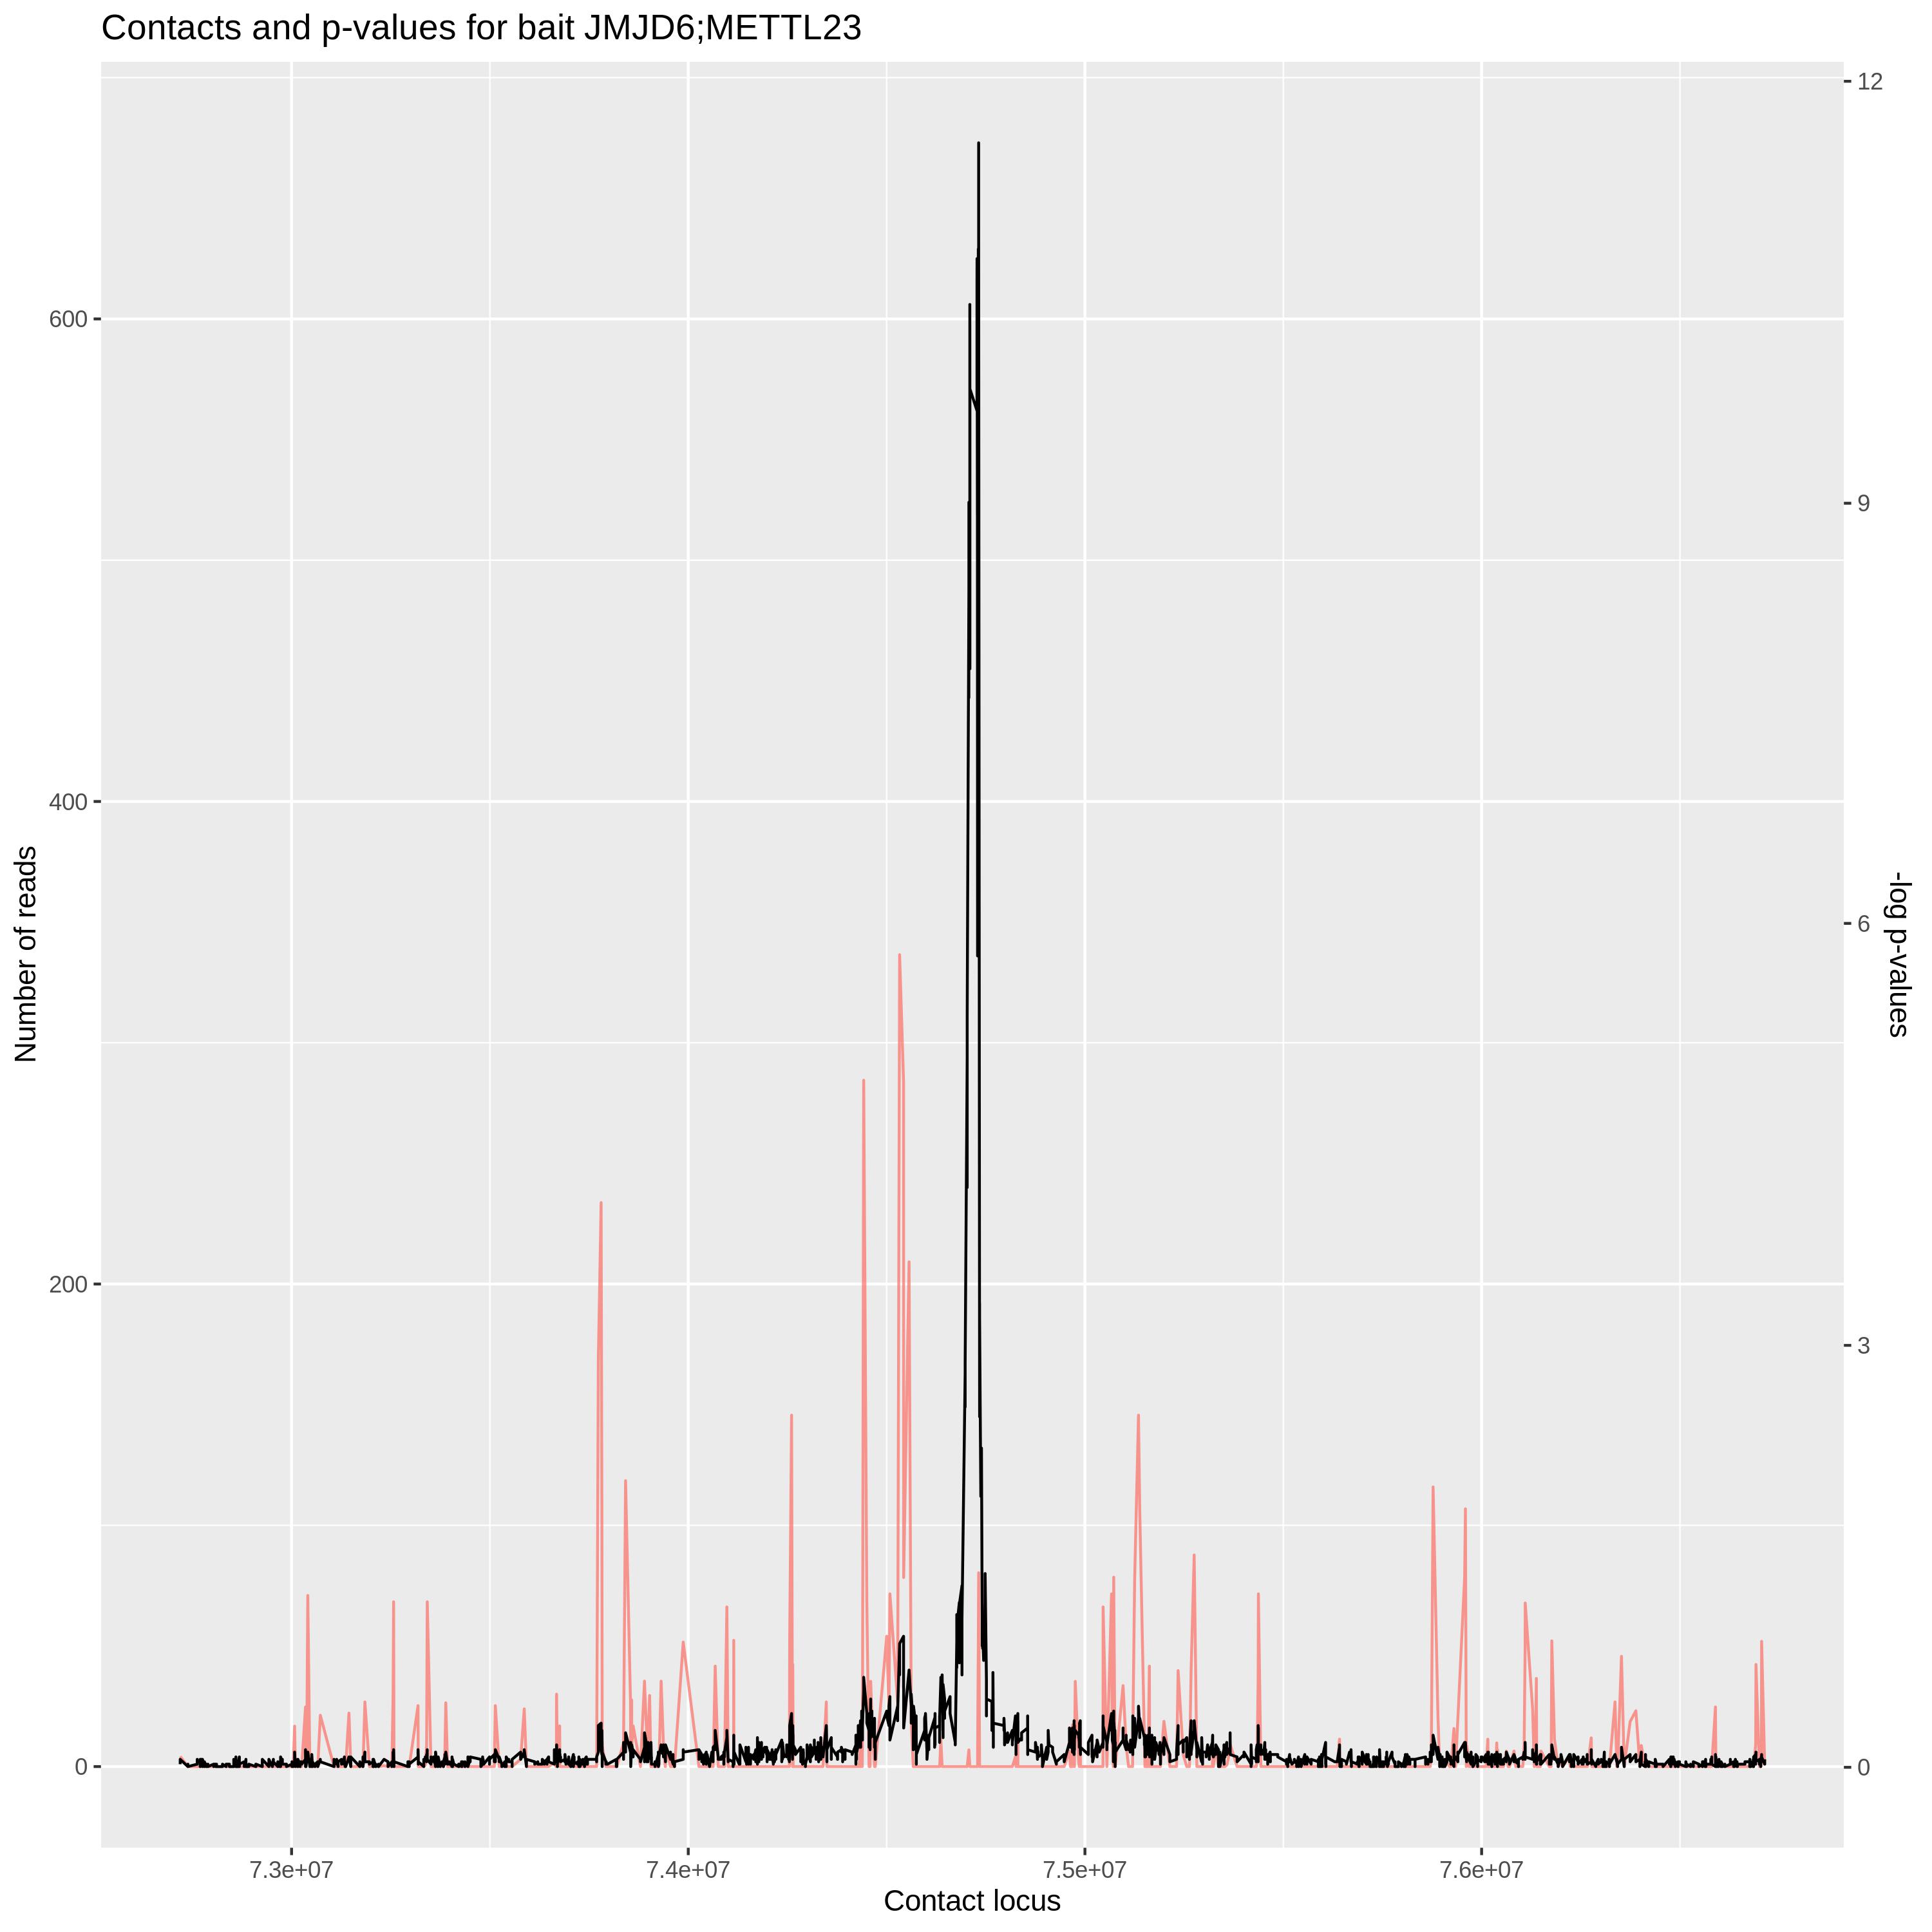 Contacts and p-values for bait JMJD6;METTL23
12
600
9
400
Number of reads
-log p-values
6
200
3
0
0
7.3e+07
7.4e+07
7.5e+07
7.6e+07
Contact locus